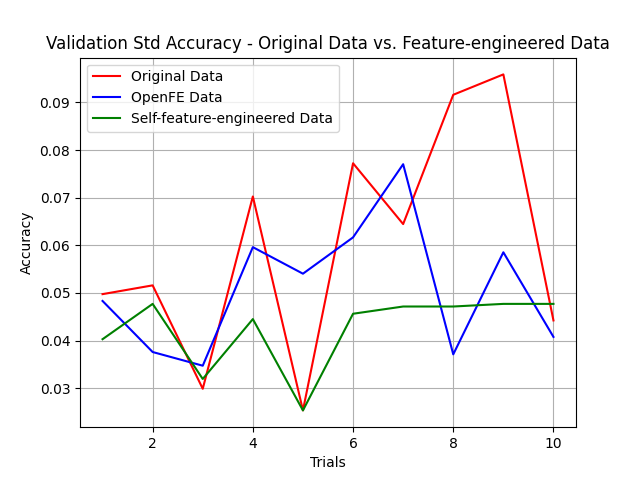 Validation Std Accuracy - Original Data vs. Feature-engineered Data
Original Data
OpenFE Data
Self-feature-engineered Data
0.09
0.08
0.07
0.06
0.05
0.04
0.03
Accuracy
2 4 6 8 10
Trials